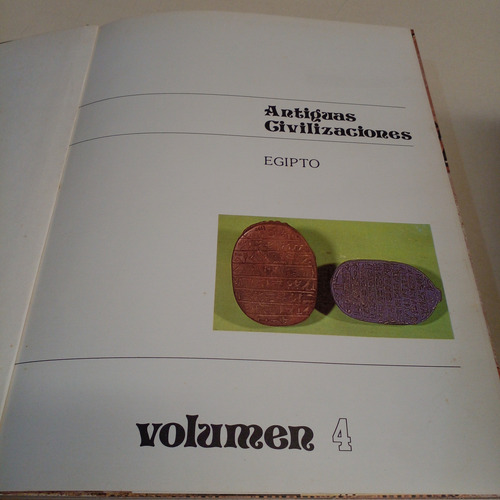 Antiguas
Civilizaciones
EGIPTO
volumen 4